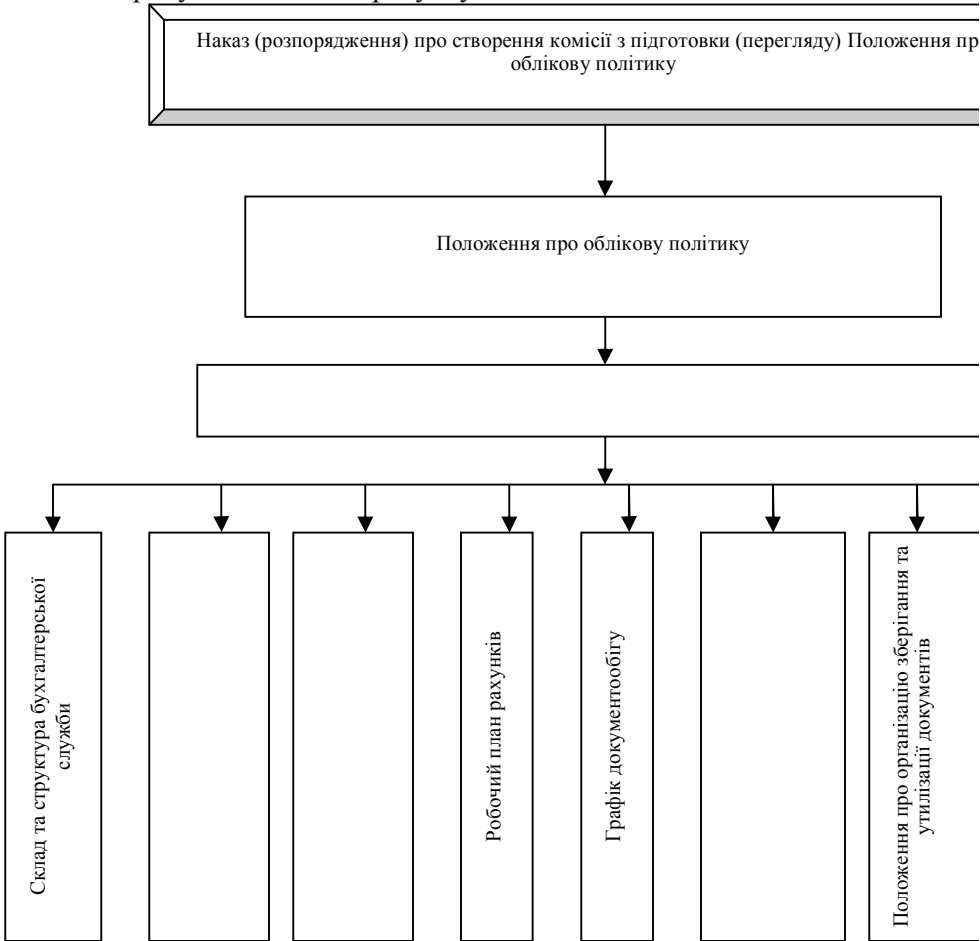 Наказ (розпорядження) про створення комісії з підготовки (перегляду) Положення пр
облікову політику
Положення про облікову політику
Склад та структура бухгалтерської
служби
Робочий план рахунків
Графік документообігу
Положення про організацію зберігання та
утилізації документів